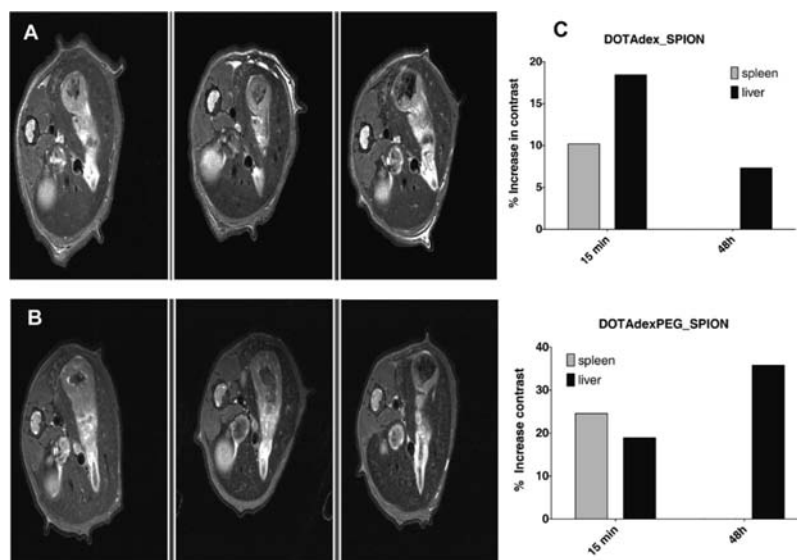 A
B
C
DOTAdex_SPION
% Increase in contrast
20
15
10
5
0
spleen
liver
15 min
48h
DOTAdexPEG_SPION
% Increase contrast
40
30
20
10
0
spleen
liver
15 min
48h